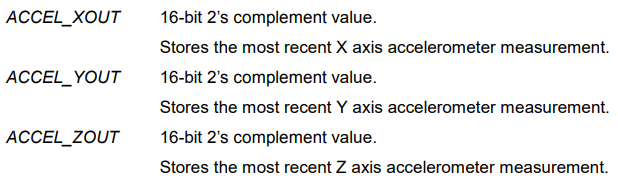 ACCEL_XOUT 16-bit 2’s complement value.
Stores the most recent X axis accelerometer measurement.
ACCEL_YOUT 16-bit 2’s complement value.
Stores the most recent Y axis accelerometer measurement.
ACCEL_ZOUT 16-bit 2’s complement value.
Stores the most recent Z axis accelerometer measurement.